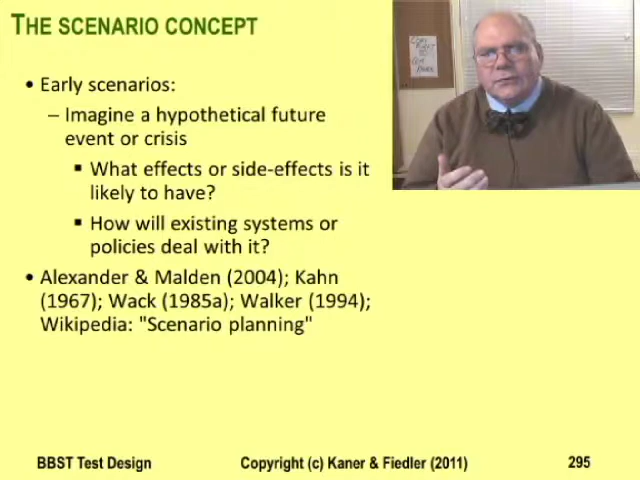 THE SCENARIO CONCEPT
• Early scenarios:
– Imagine a hypothetical future
event or crisis
▪ What effects or side-effects is it
likely to have?
▪ How will existing systems or
policies deal with it?
• Alexander & Malden (2004); Kahn
(1967); Wack (1985a); Walker (1994);
Wikipedia: "Scenario planning"
BBST Test Design Copyright (c) Kaner & Fiedler (2011) 295